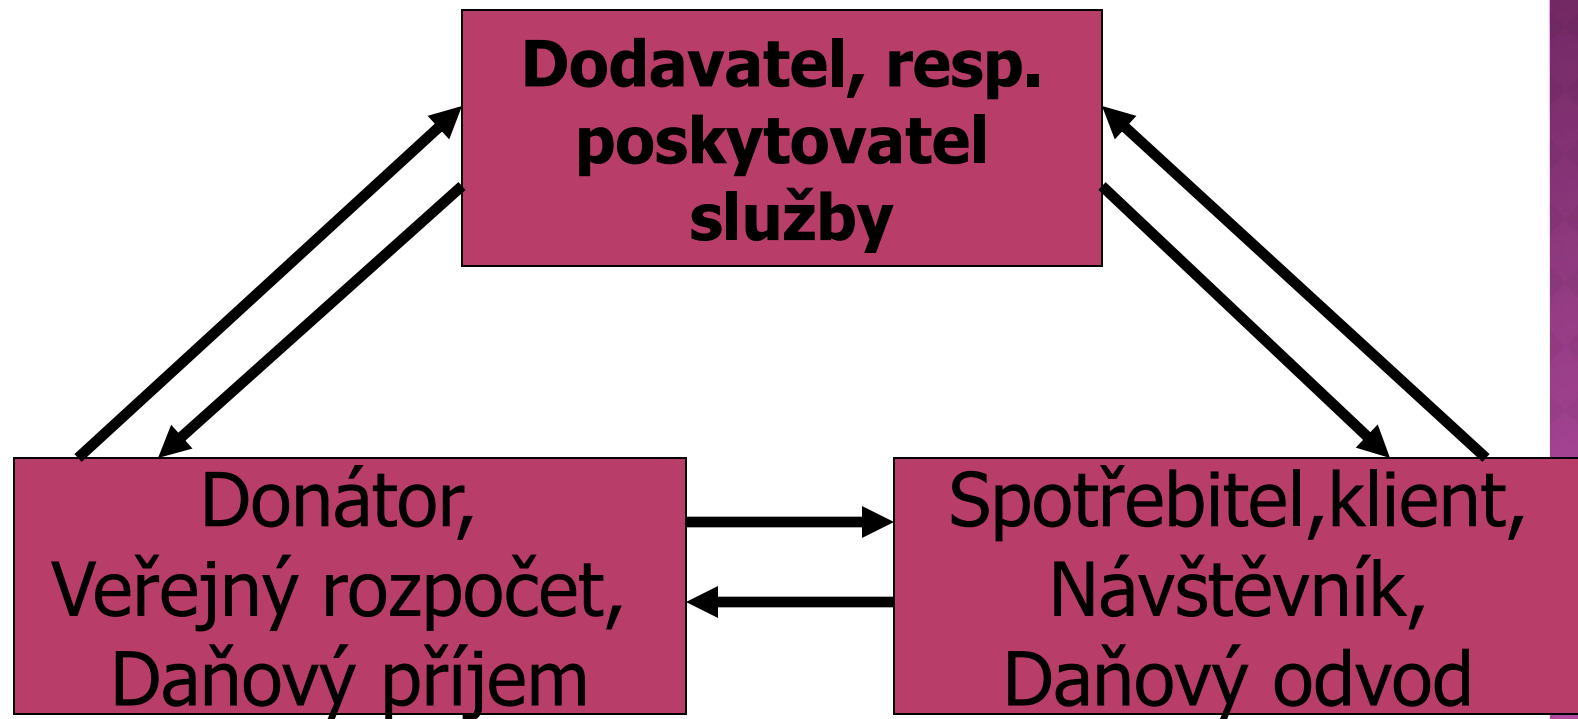 Dodavatel, resp.
poskytovatel
služby
Donátor,
Veřejný rozpočet,
Daňový příjem
Spotřebitel,klient,
Návštěvník,
Daňový odvod